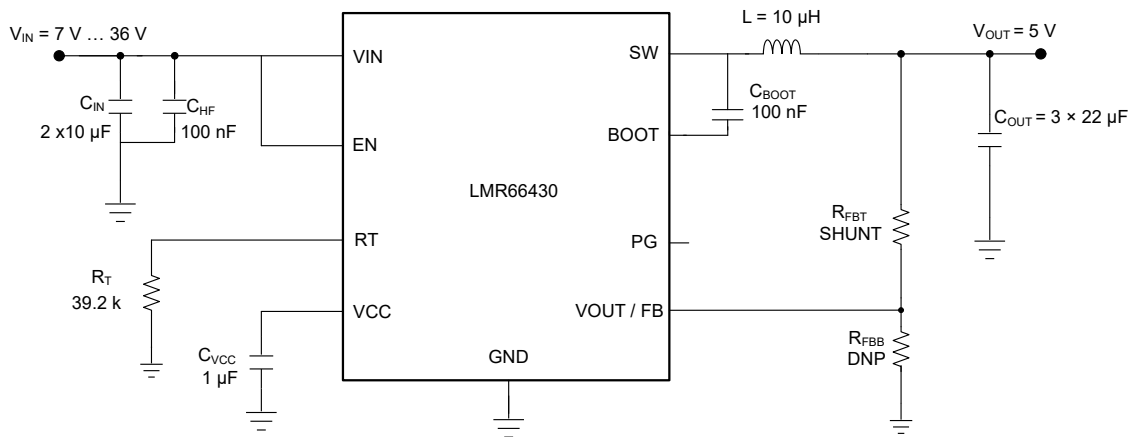 V_IN = 7 V … 36 V
C_IN
2 x10 µF
C_HF
100 nF
R_T
39.2 k
C_VCC
1 µF
VIN
EN
RT
VCC
GND
LMR66430
SW
BOOT
PG
VOUT / FB
L = 10 µH
C_BOOT
100 nF
V_OUT = 5 V
C_OUT = 3 × 22 µF
R_FBT
SHUNT
R_FBB
DNP